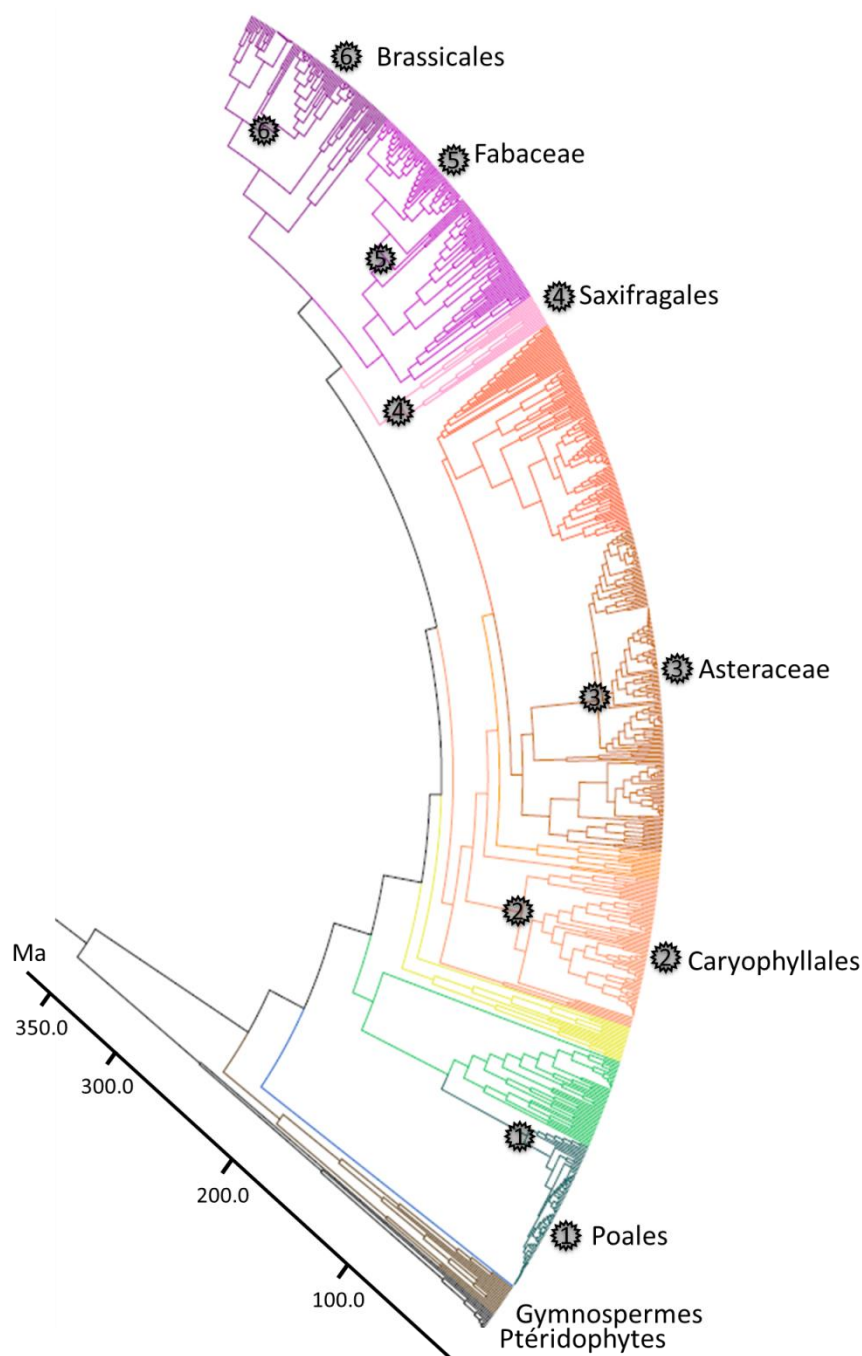 6 Brassicales
6
5 Fabaceae
5
4 Saxifragales
4
3 Asteraceae
3
2
2 Caryophyllales
Ma
350.0
300.0
200.0
100.0
1
1 Poales
Gymnospermes
Ptéridophytes